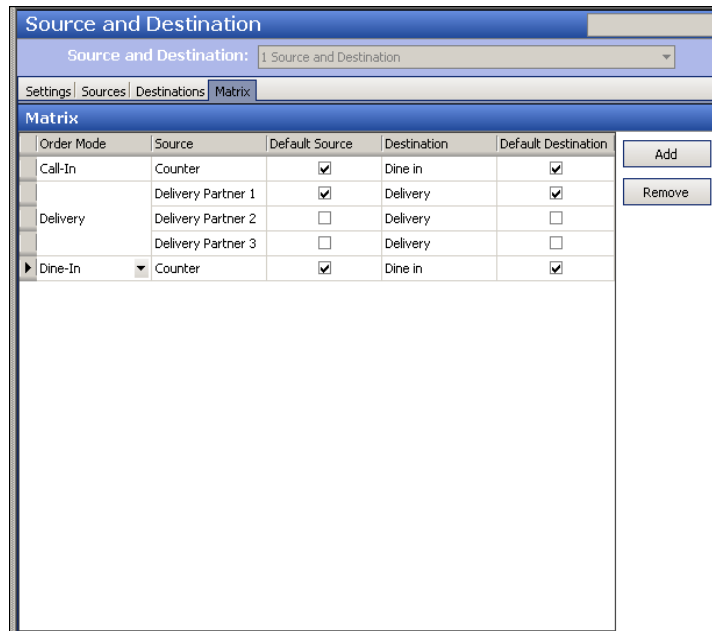 Source and Destination
Source and Destination: 1 Source and Destination
Settings Sources Destinations Matrix
Matrix
Order Mode Source Default Source Destination Default Destination
Add
Call-In Counter Dine in
Remove
Delivery Partner 1 Delivery
Delivery Delivery Partner 2 Delivery
Delivery Partner 3 Delivery
Dine-In Counter Dine in